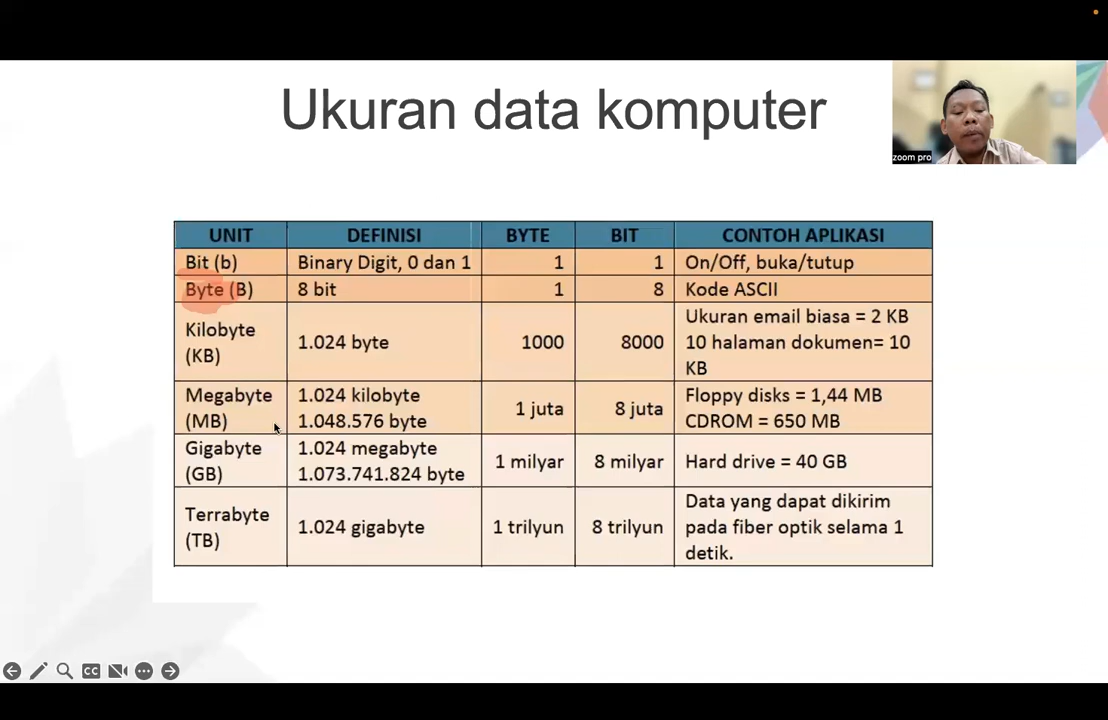 Ukuran data komputer
zoom pro
UNIT DEFINISI BYTE BIT CONTOH APLIKASI
Bit (b) Binary Digit, 0 dan 1 1 1 On/Off, buka/tutup
Byte (B) 8 bit 1 8 Kode ASCII
Kilobyte
(KB)
1.024 byte
1000
8000
Ukuran email biasa = 2 KB
10 halaman dokumen= 10
KB
Megabyte
(MB)
1.024 kilobyte
1.048.576 byte
1 juta
8 juta
Floppy disks = 1,44 MB
CDROM = 650 MB
Gigabyte
(GB)
1.024 megabyte
1.073.741.824 byte
1 milyar
8 milyar
Hard drive = 40 GB
Terrabyte
(TB)
1.024 gigabyte
1 trilyun
8 trilyun
Data yang dapat dikirim
pada fiber optik selama 1
detik.
CC